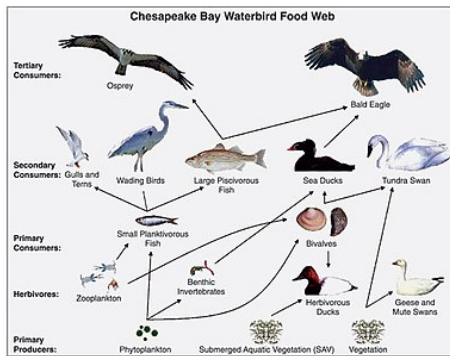 Chesapeake Bay Waterbird Food Web
Tertiary
Consumers:
Osprey
Bald Eagle
Secondary
Consumers:
Gulls and
Terns
Wading Birds
Large Piscivorous
Fish
Sea Ducks
Tundra Swan
Small Planktivorous
Fish
Primary
Consumers:
Bivalves
Herbivores:
Zooplankton
Benthic
Invertebrates
Herbivorous
Ducks
Geese and
Mute Swans
Primary
Producers:
Phytoplankton
Submerged Aquatic Vegetation (SAV)
Vegetation